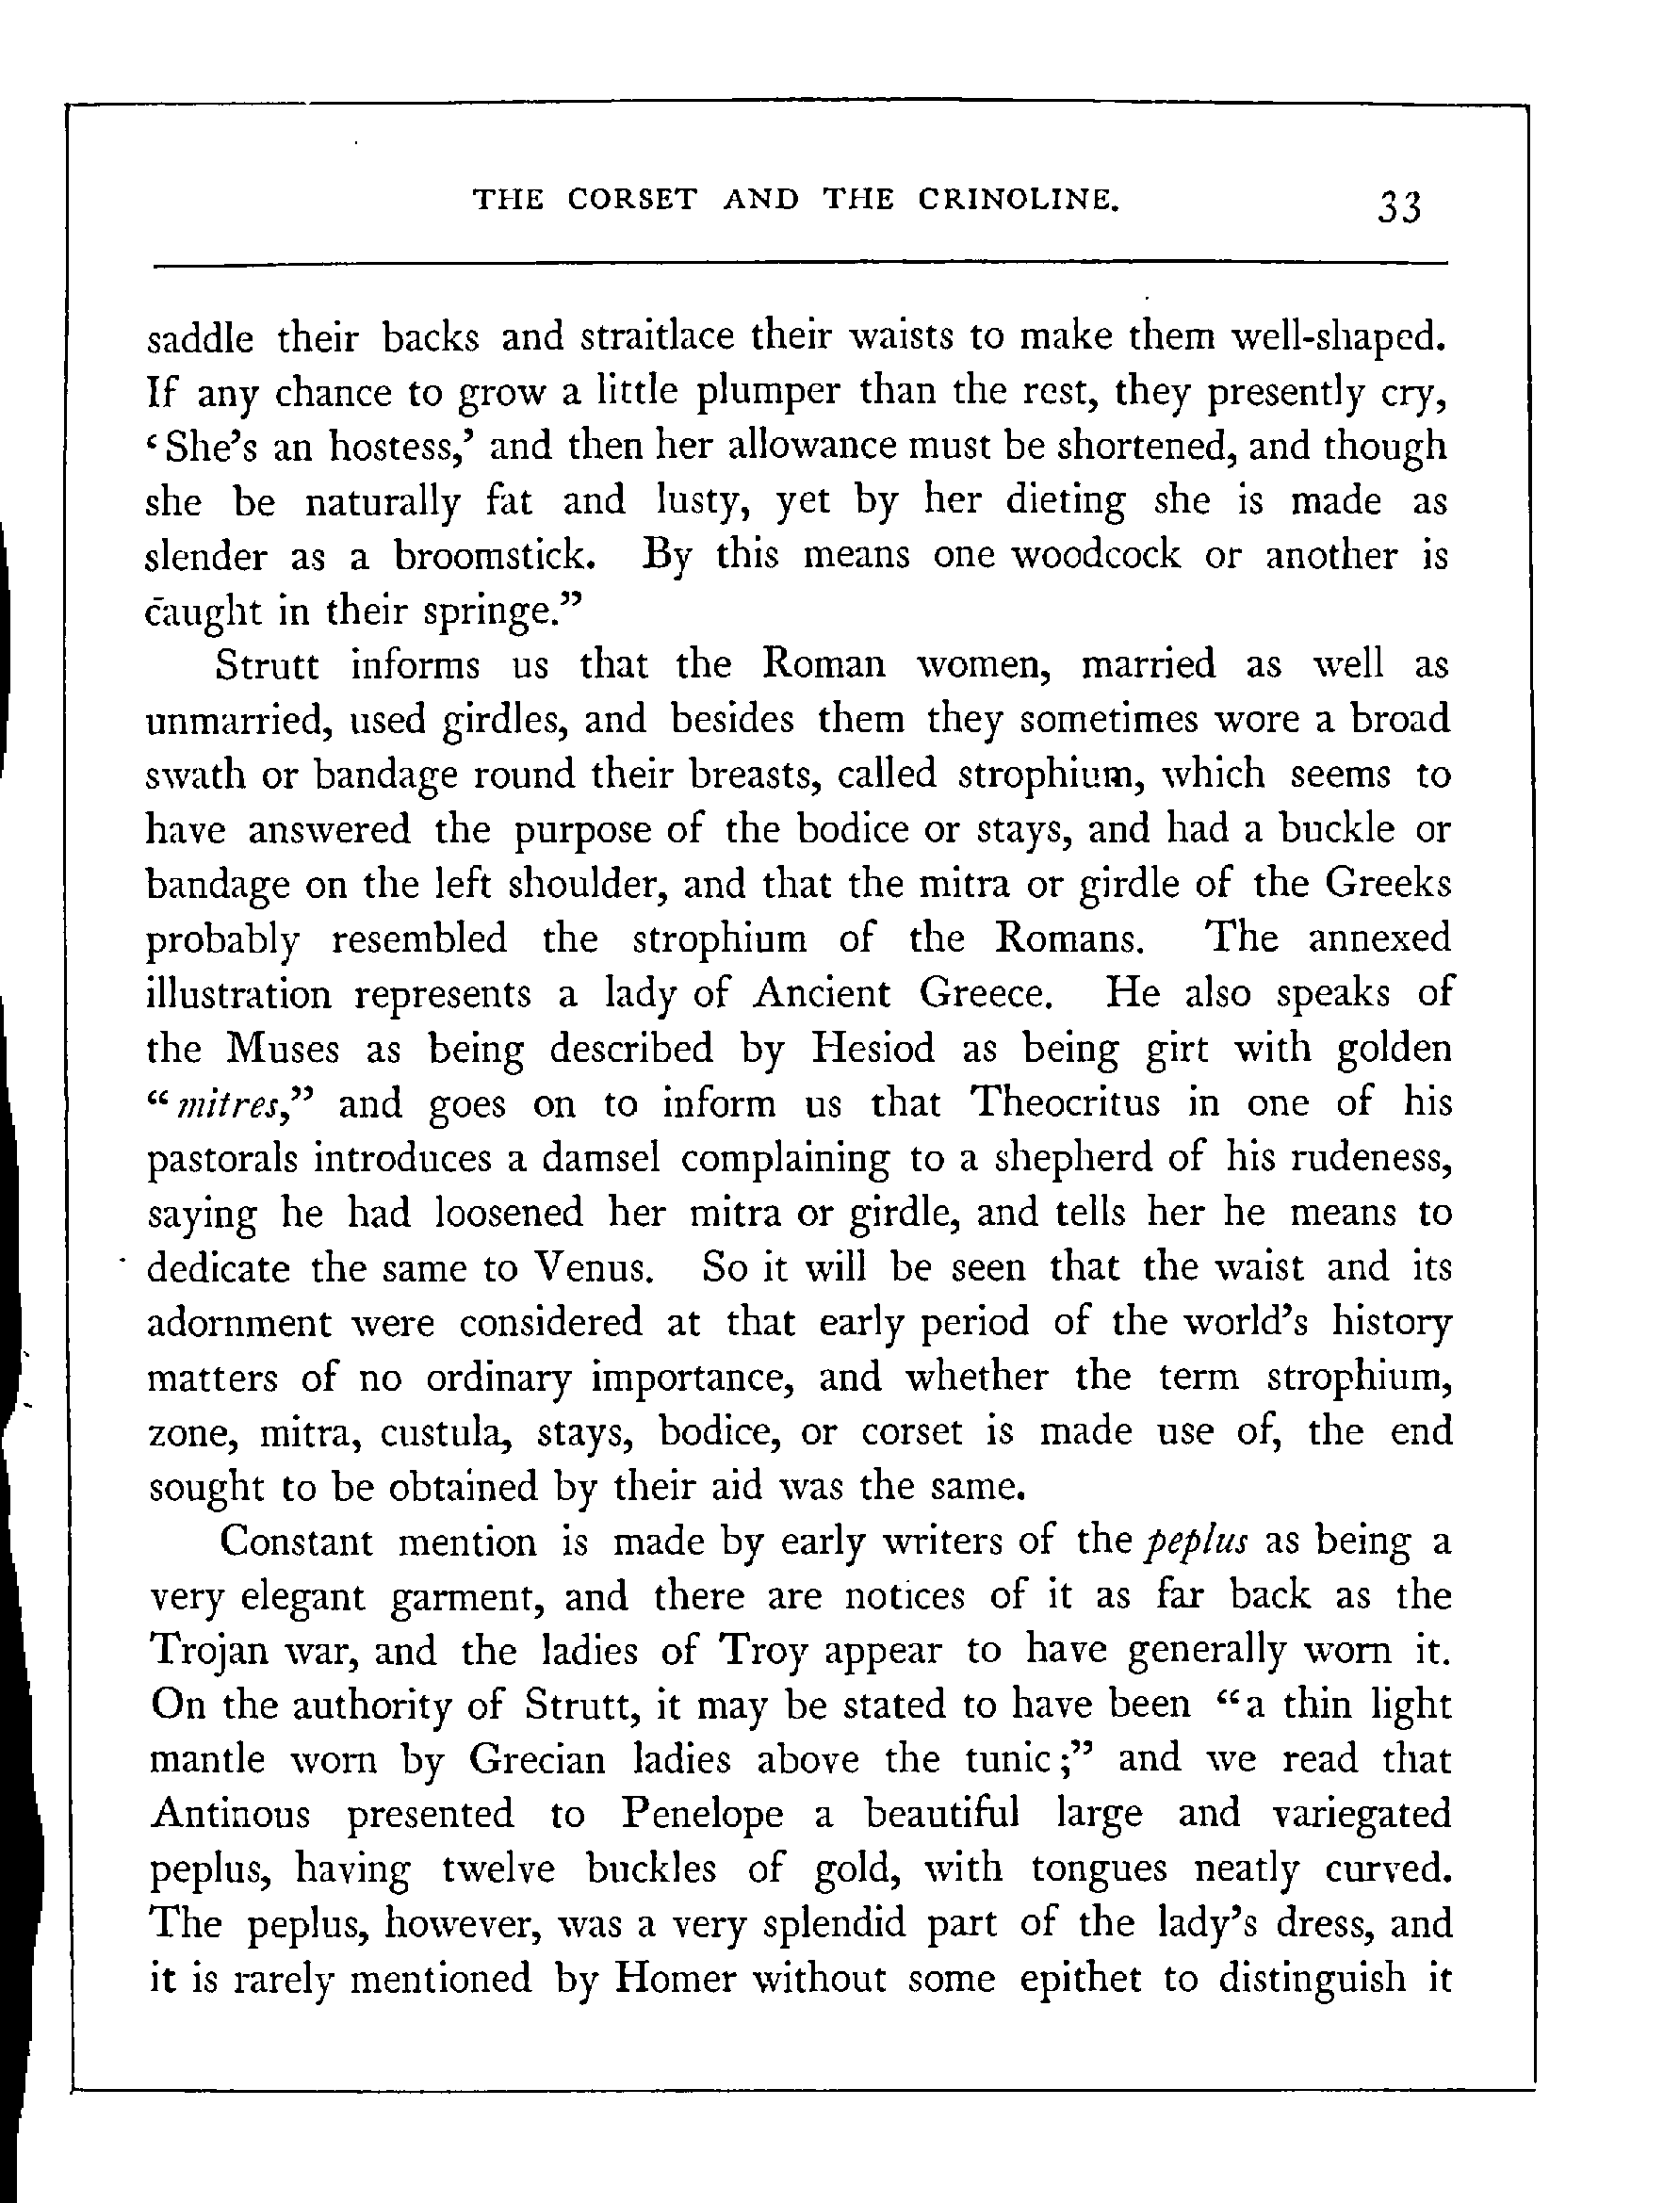 THE CORSET AND THE CRINOLINE. 33
saddle their backs and straitlace their waists to make them well-shaped.
If any chance to grow a little plumper than the rest, they presently cry,
‘She’s an hostess,’ and then her allowance must be shortened, and though
she be naturally fat and lusty, yet by her dieting she is made as
slender as a broomstick. By this means one woodcock or another is
caught in their springe.”
Strutt informs us that the Roman women, married as well as
unmarried, used girdles, and besides them they sometimes wore a broad
swath or bandage round their breasts, called strophium, which seems to
have answered the purpose of the bodice or stays, and had a buckle or
bandage on the left shoulder, and that the mitra or girdle of the Greeks
probably resembled the strophium of the Romans. The annexed
illustration represents a lady of Ancient Greece. He also speaks of
the Muses as being described by Hesiod as being girt with golden
“mitres,” and goes on to inform us that Theocritus in one of his
pastorals introduces a damsel complaining to a shepherd of his rudeness,
saying he had loosened her mitra or girdle, and tells her he means to
dedicate the same to Venus. So it will be seen that the waist and its
adornment were considered at that early period of the world’s history
matters of no ordinary importance, and whether the term strophium,
zone, mitra, custula, stays, bodice, or corset is made use of, the end
sought to be obtained by their aid was the same.
Constant mention is made by early writers of the peplus as being a
very elegant garment, and there are notices of it as far back as the
Trojan war, and the ladies of Troy appear to have generally worn it.
On the authority of Strutt, it may be stated to have been “a thin light
mantle worn by Grecian ladies above the tunic;” and we read that
Antinous presented to Penelope a beautiful large and variegated
peplus, having twelve buckles of gold, with tongues neatly curved.
The peplus, however, was a very splendid part of the lady’s dress, and
it is rarely mentioned by Homer without some epithet to distinguish it